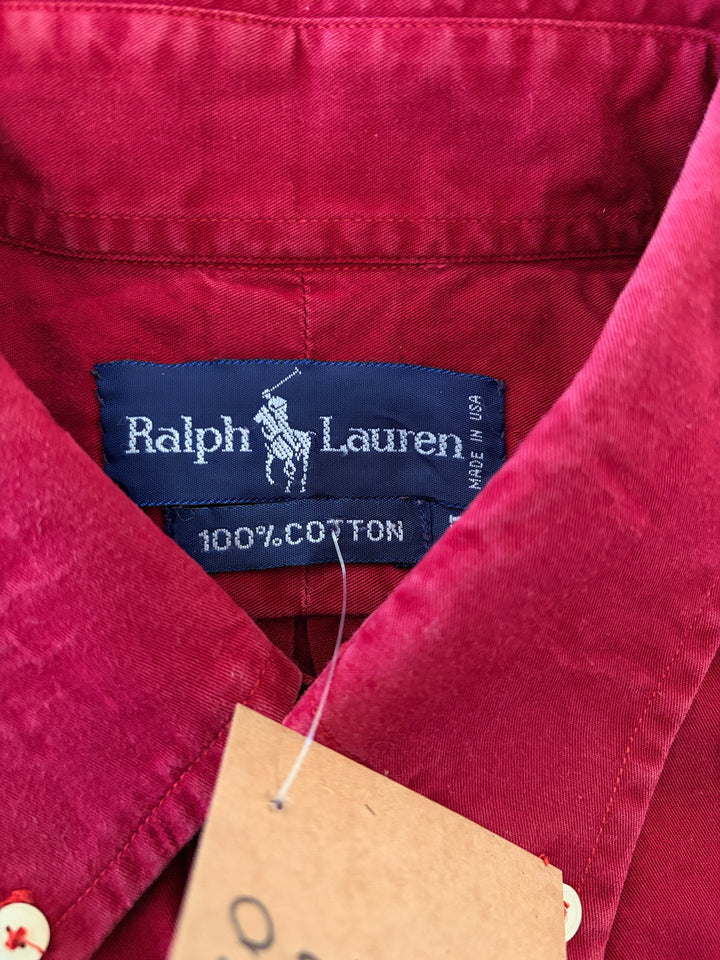 Ralph Lauren
MADE IN USA
100% COTTON